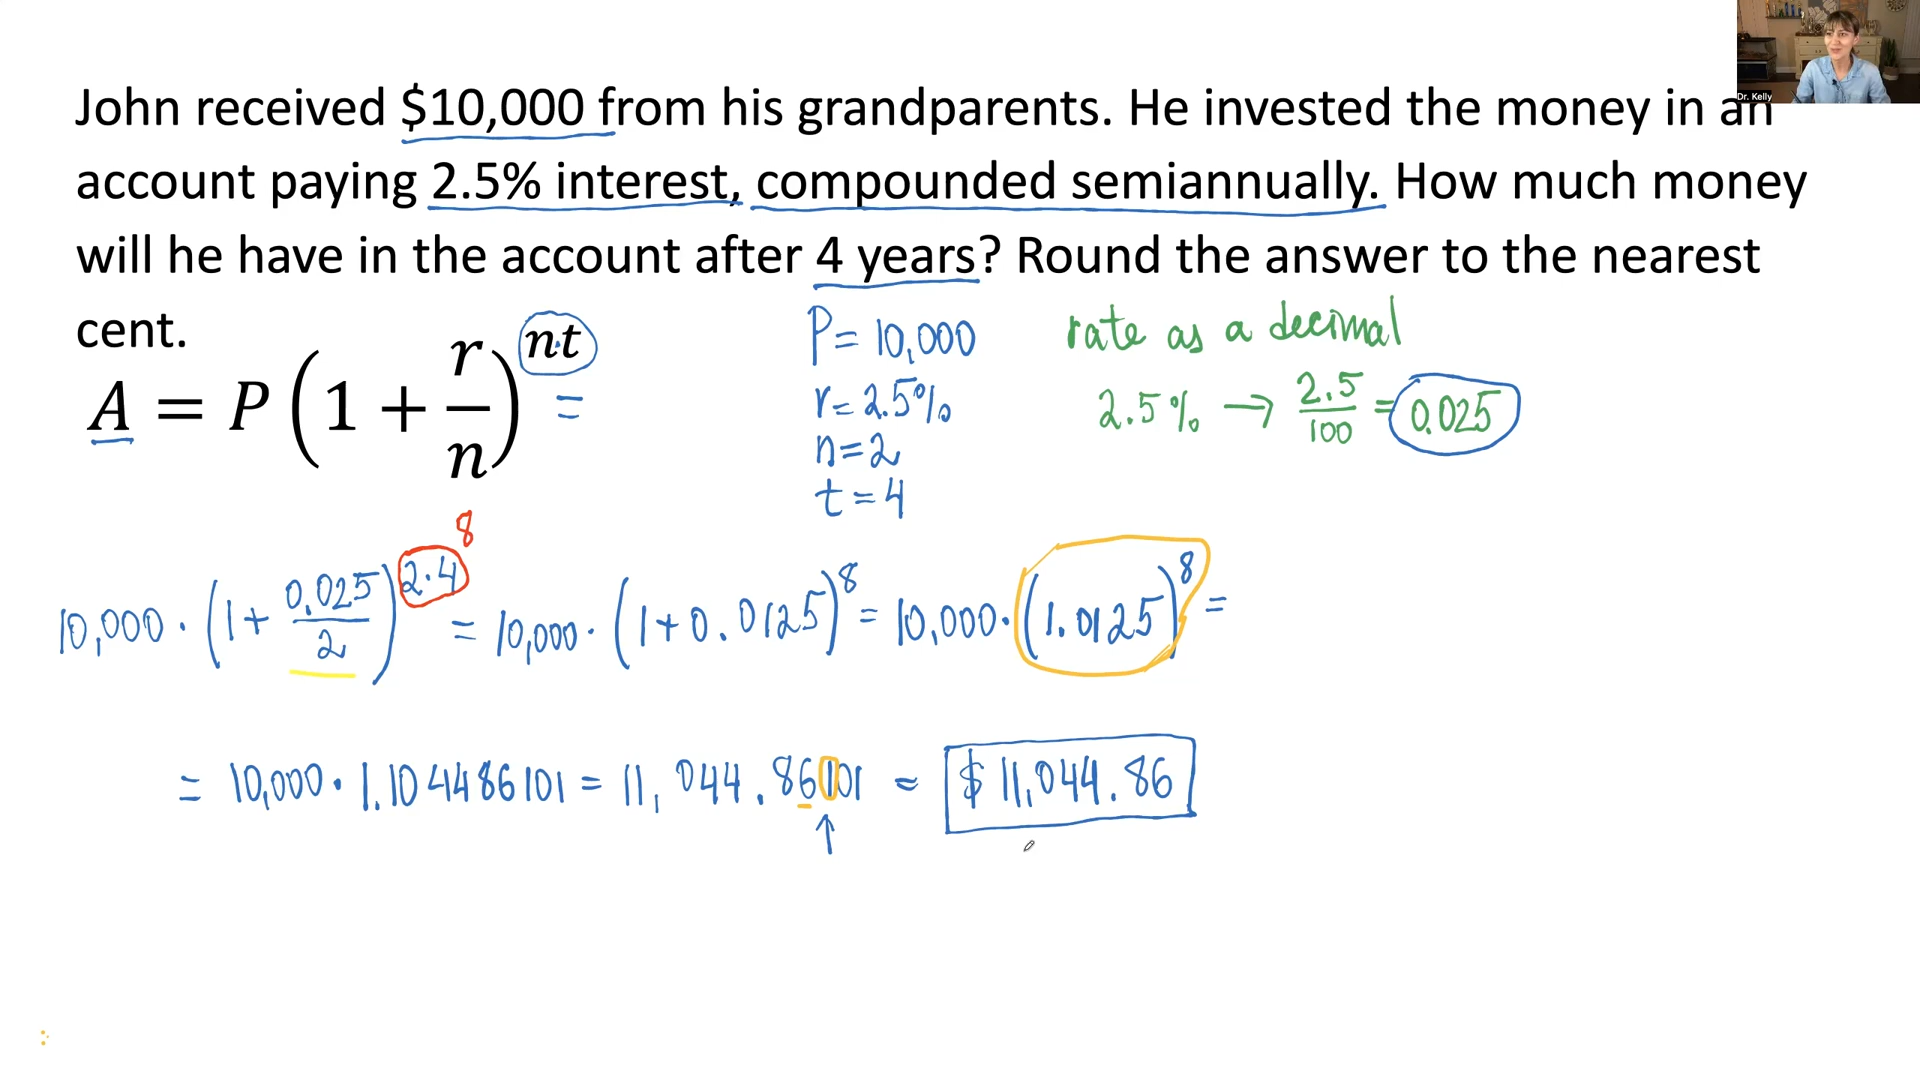 Dr. Kelly
John received $10,000 from his grandparents. He invested the money in an
account paying 2.5% interest, compounded semiannually. How much money
will he have in the account after 4 years? Round the answer to the nearest
cent.
A = P(1 + r/n)^(n·t) =
P = 10,000
r = 2.5%
n = 2
t = 4
rate as a decimal
2.5% → 2.5/100 = 0.025
10,000 · (1 + 0.025/2)^(2·4) 8 = 10,000 · (1 + 0.0125)^8 = 10,000 · (1.0125)^8 =
= 10,000 · 1.104486101 = 11,044.86101 ≈ $11,044.86